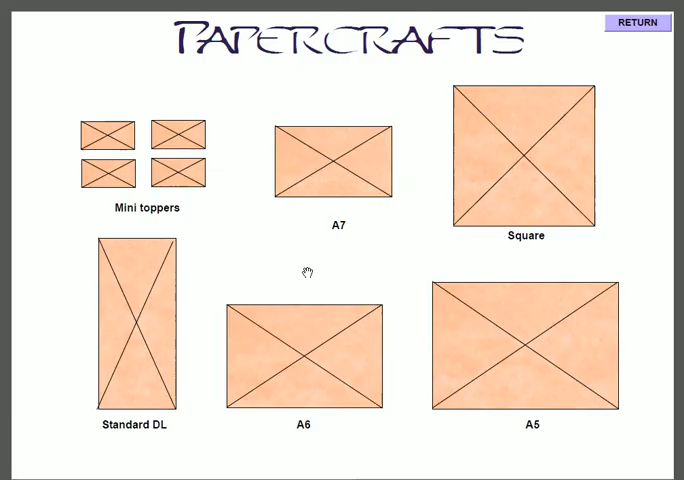 PAPERCRAFTS
RETURN
Mini toppers
A7
Square
Standard DL
A6
A5